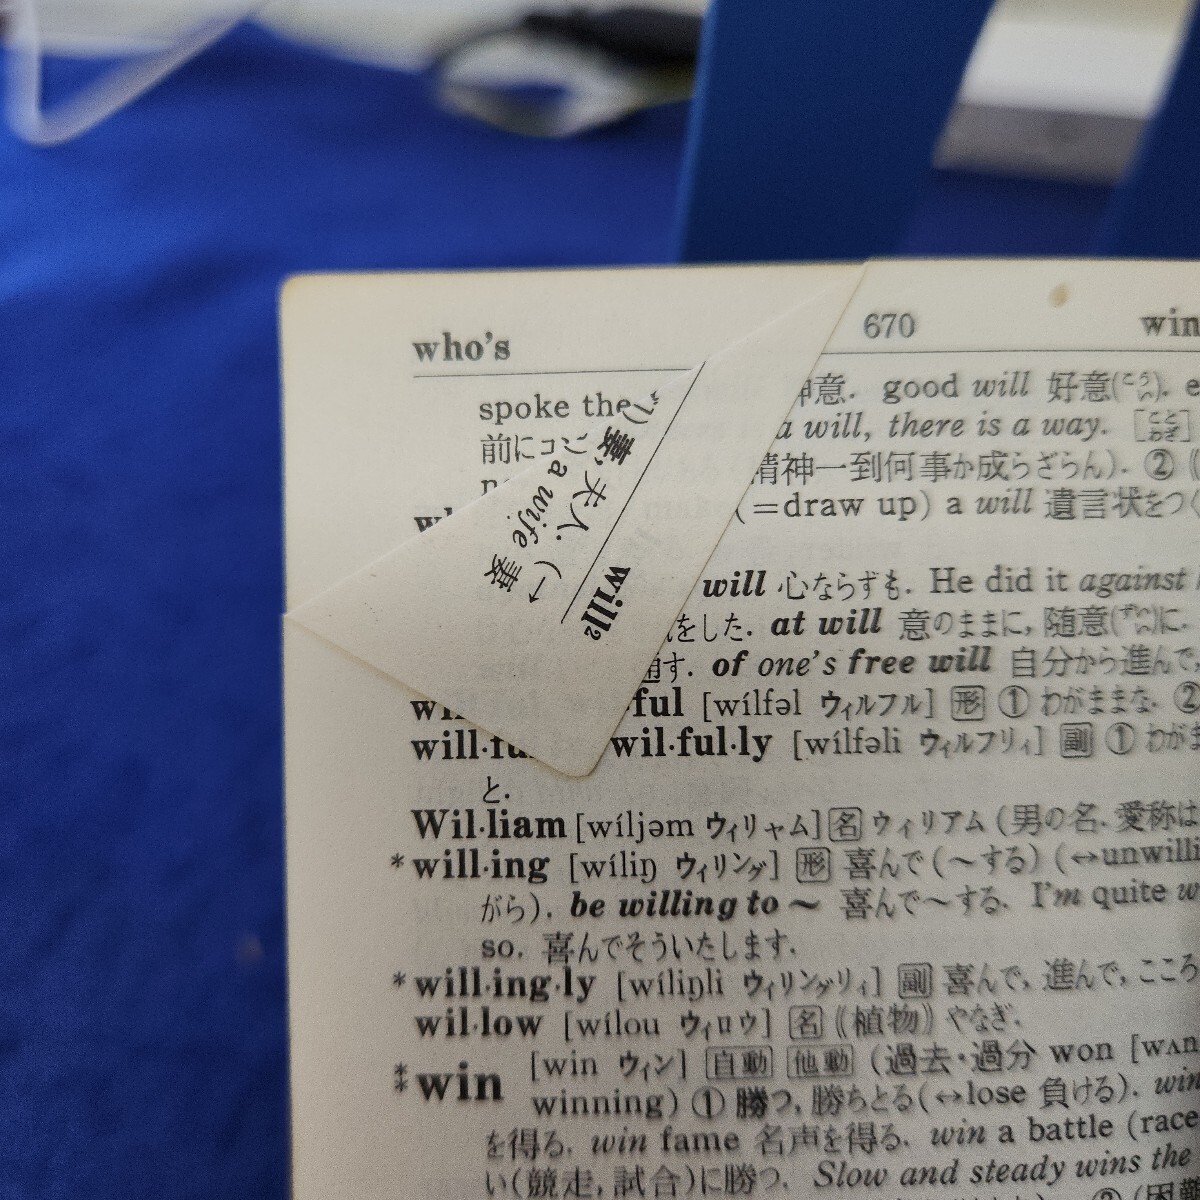 who's 670 win
spoke the 神意. good will 好意(こうい). e
前にコン a will, there is a way. [ことわざ]
精神一到何事か成らざらん). ② (
(=draw up) a will 遺言状をつく
will 心ならずも. He did it against
をした. at will 意のままに, 随意(ずいい)に.
通す. of one's free will 自分から進んで,
ful [wílfəl ウィルフル] 形 ① わがままな. ②
will·fu wil·ful·ly [wílfəli ウィルフリィ] 副 ① わがま
と.
Wil·liam [wíljəm ウィリャム] 名 ウィリアム (男の名. 愛称は
*will·ing [wíliŋ ウィリング] 形 喜んで (～する) (↔unwilli
がら). be willing to ～ 喜んで～する. I'm quite w
so. 喜んでそういたします.
*will·ing·ly [wíliŋli ウィリングリィ] 副 喜んで, 進んで, こころ
wil·low [wílou ウィロウ] 名 《植物》 やなぎ.
[win ウィン] 自動 他動 (過去・過分 won [wʌn
**win winning) ① 勝つ, 勝ちとる(↔lose 負ける). win
を得る. win fame 名声を得る. win a battle (race
い(競走, 試合)に勝つ. Slow and steady wins the
will²
妻, 夫人. (→
a wife 妻